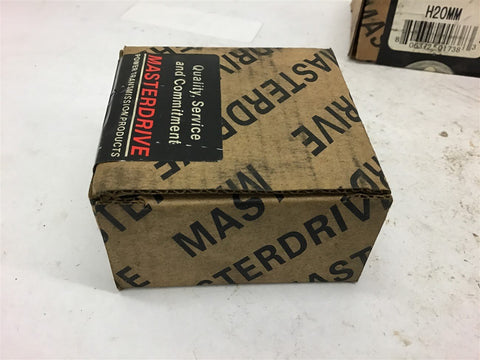 Quality, Service
and Commitment
MASTERDRIVE
POWER TRANSMISSION PRODUCTS
MASTERDRIVE
MASTERDRIVE
H20MM